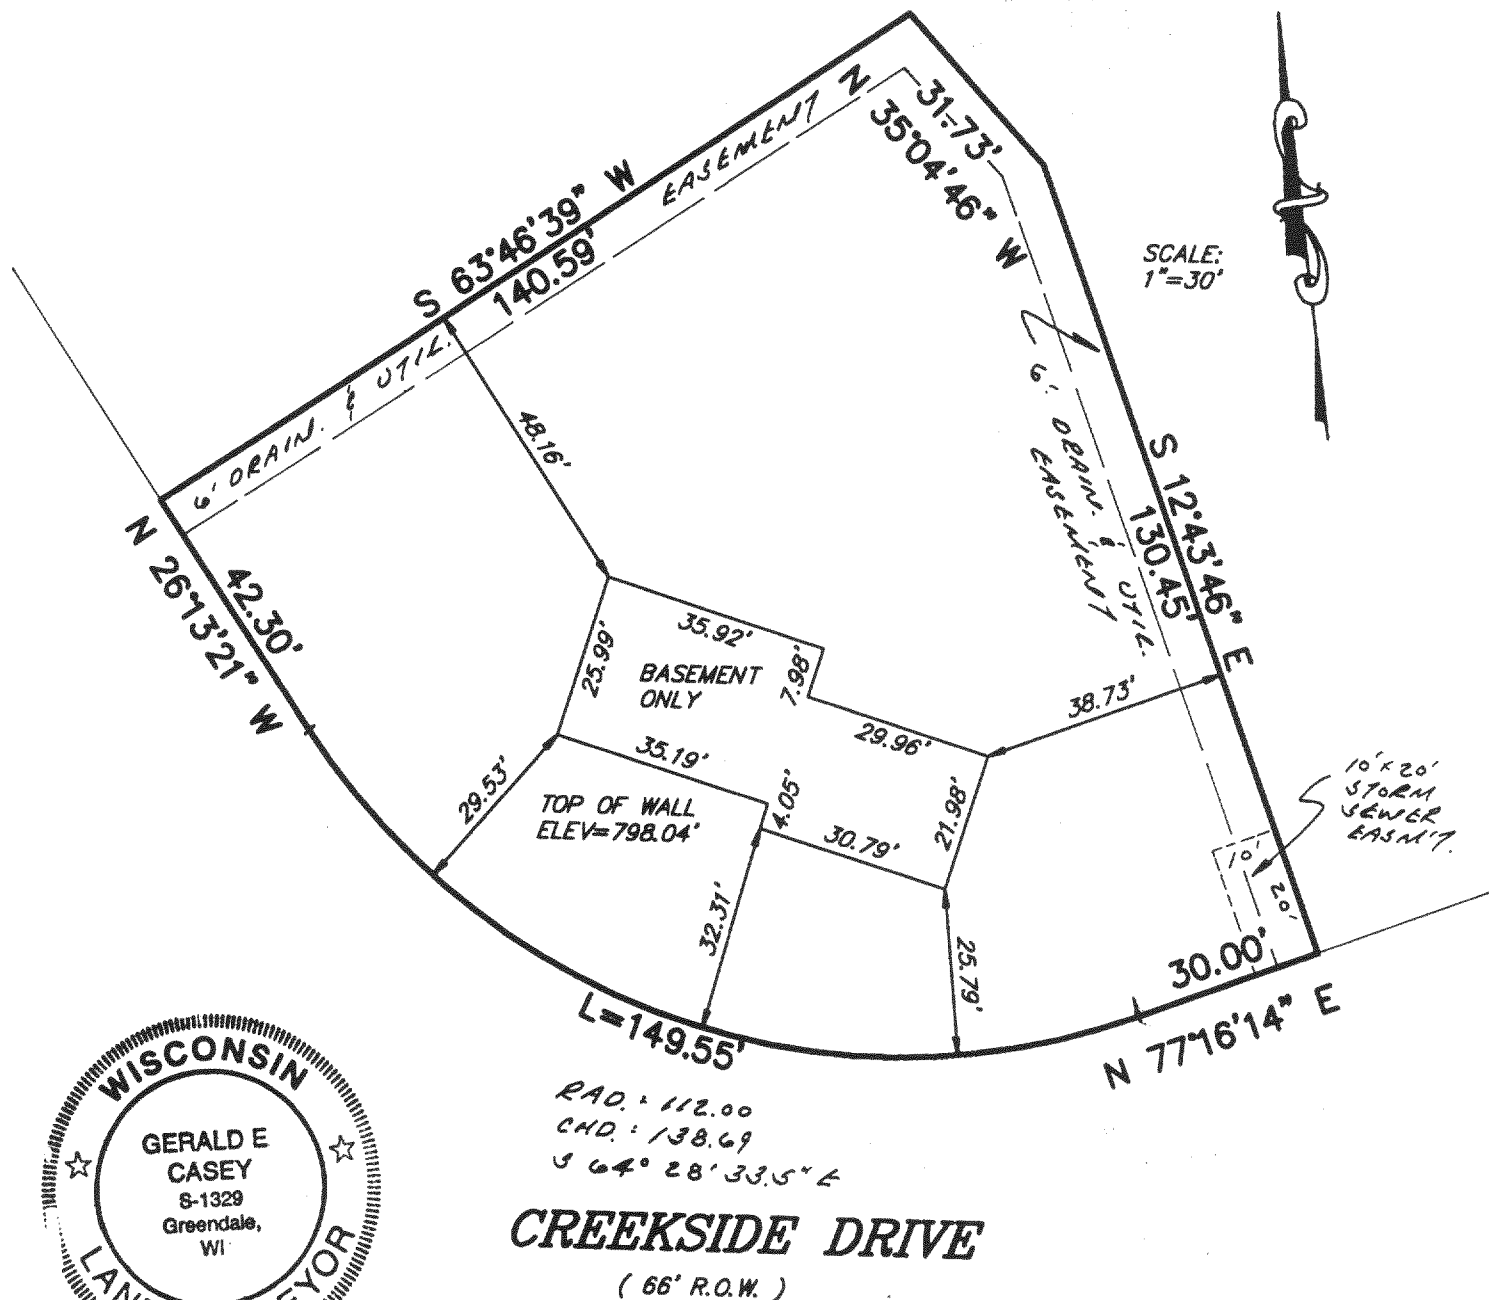 S 63°46'39" W
140.59'
6' DRAIN. & UTIL. EASEMENT
N 35°04'46" W
31.73'
SCALE:
1"=30'
6' DRAIN. & UTIL.
EASEMENT
S 12°43'46" E
130.45'
48.16'
N 26°13'21" W
42.30'
35.92'
25.99'
BASEMENT
ONLY
7.98'
29.96'
38.73'
35.19'
29.53'
TOP OF WALL
ELEV=798.04'
4.05'
30.79'
21.98'
32.31'
25.79'
10'x20'
STORM
SEWER
EASM'T.
10'
20'
30.00'
N 77°16'14" E
L=149.55'
RAD. : 112.00
CHD. : 138.69
S 64° 28' 33.5" E
CREEKSIDE DRIVE
( 66' R.O.W. )
WISCONSIN
GERALD E
CASEY
S-1329
Greendale,
WI